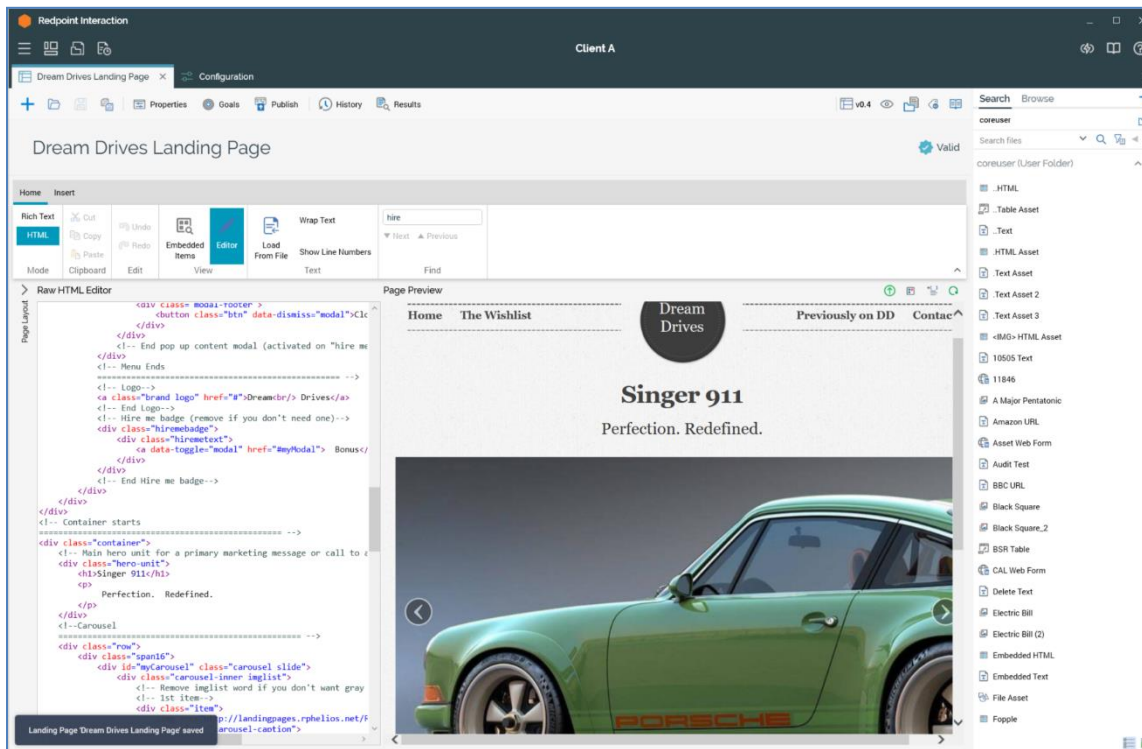 Redpoint Interaction
Client A
Dream Drives Landing Page
Configuration
Properties Goals Publish History Results
v0.4
Dream Drives Landing Page
Valid
Home Insert
Rich Text
HTML
Mode
Cut
Copy
Paste
Clipboard
Undo
Redo
Edit
Embedded Items
Editor
View
Load From File
Wrap Text
Show Line Numbers
Text
hire
Next Previous
Find
Page Layout
Raw HTML Editor
<div class="modal-footer">
<button class="btn" data-dismiss="modal">Clo
</div>
</div>
<!-- End pop up content modal (activated on "hire me
</div>
<!-- Menu Ends
================================================== -->
<!-- Logo-->
<a class="brand logo" href="#">Dream<br/> Drives</a>
<!-- End Logo-->
<!-- Hire me badge (remove if you don't need one)-->
<div class="hiremebadge">
<div class="hiremetext">
<a data-toggle="modal" href="#myModal"> Bonus</
</div>
</div>
<!-- End Hire me badge-->
</div>
</div>
<!-- Container starts
================================================== -->
<div class="container">
<!-- Main hero unit for a primary marketing message or call to a
<div class="hero-unit">
<h1>Singer 911</h1>
<p>
Perfection. Redefined.
</p>
</div>
<!--Carousel
================================================== -->
<div class="row">
<div class="span16">
<div id="myCarousel" class="carousel slide">
<div class="carousel-inner imglist">
<!-- Remove imglist word if you don't want gray
<!-- 1st item-->
<div class="item">
p://landingpages.rphelios.net/F
arousel-caption">
Landing Page 'Dream Drives Landing Page' saved
Page Preview
Home The Wishlist
Dream
Drives
Previously on DD Contac
Singer 911
Perfection. Redefined.
PORSCHE
Search Browse
coreuser
Search files
coreuser (User Folder)
..HTML
..Table Asset
..Text
.HTML Asset
.Text Asset
.Text Asset 2
.Text Asset 3
<IMG> HTML Asset
10505 Text
11846
A Major Pentatonic
Amazon URL
Asset Web Form
Audit Test
BBC URL
Black Square
Black Square_2
BSR Table
CAL Web Form
Delete Text
Electric Bill
Electric Bill (2)
Embedded HTML
Embedded Text
File Asset
Fopple